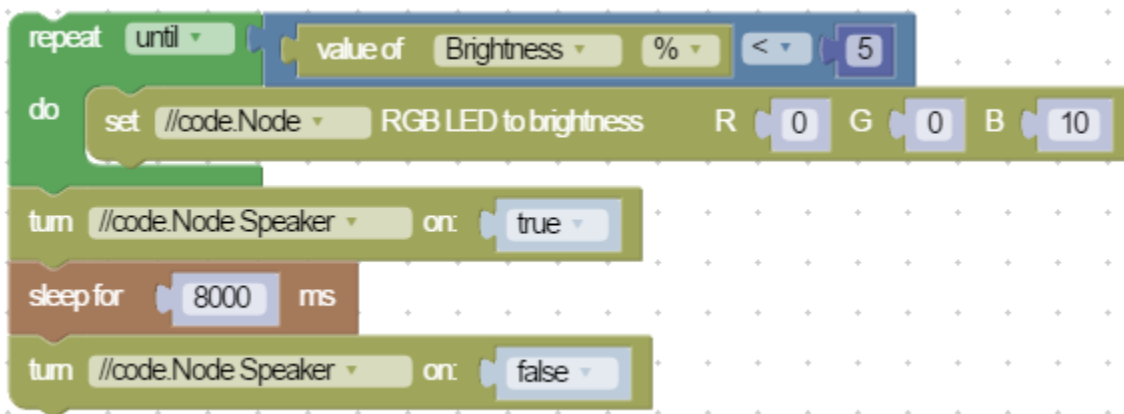 repeat until value of Brightness % < 5
do set //code.Node RGB LED to brightness R 0 G 0 B 10
turn //code.Node Speaker on: true
sleep for 8000 ms
turn //code.Node Speaker on: false